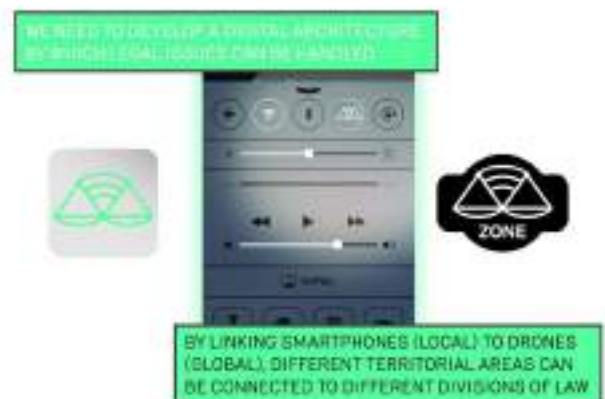 WE NEED TO DEVELOP A DIGITAL ARCHITECTURE
BY WHICH LEGAL ISSUES CAN BE HANDLED
ZONE
BY LINKING SMARTPHONES (LOCAL) TO DRONES
(GLOBAL), DIFFERENT TERRITORIAL AREAS CAN
BE CONNECTED TO DIFFERENT DIVISIONS OF LAW